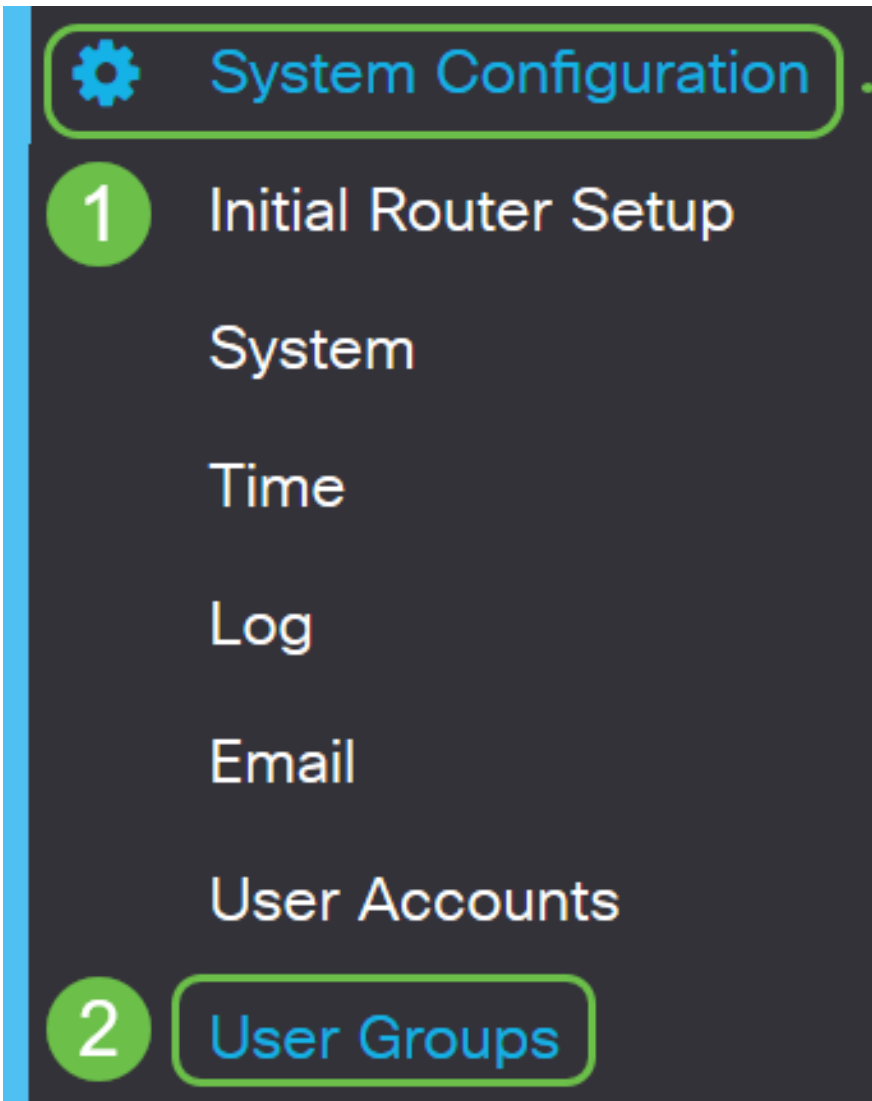 System Configuration
1 Initial Router Setup
System
Time
Log
Email
User Accounts
2 User Groups